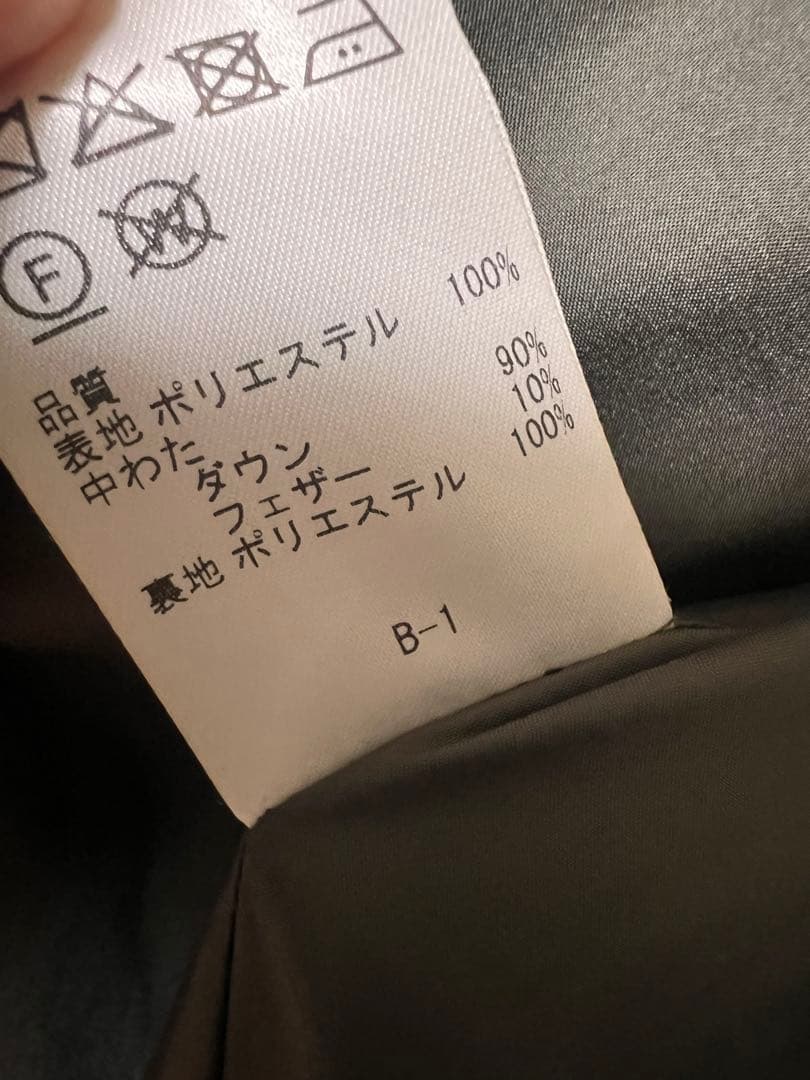 F
W
品質
表地 ポリエステル 100%
中わた
ダウン 90%
フェザー 10%
裏地 ポリエステル 100%
B-1